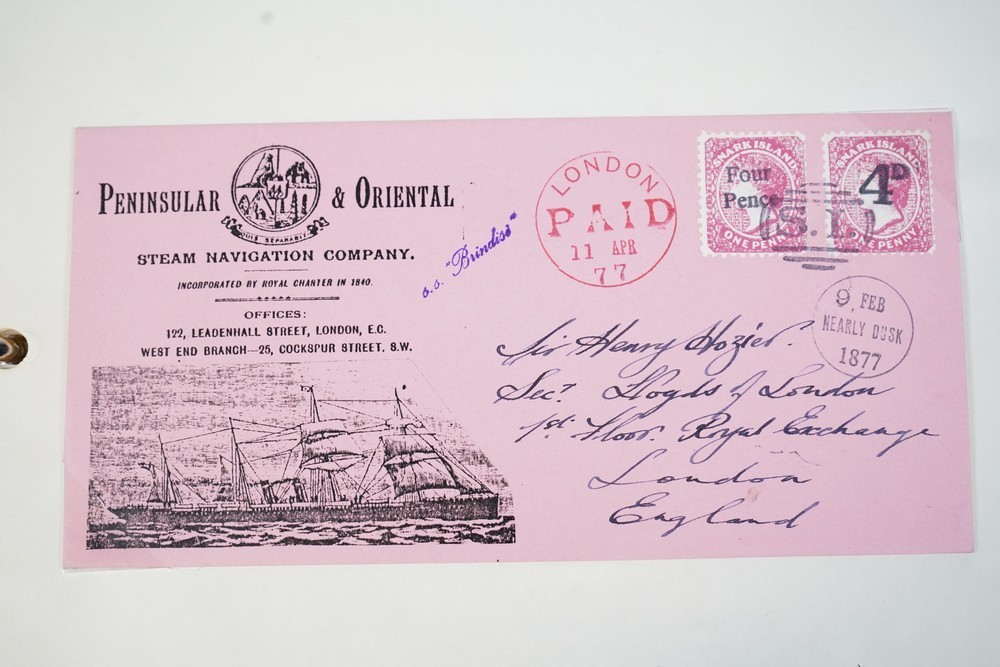 PENINSULAR & ORIENTAL
QUIS SEPARABIT
STEAM NAVIGATION COMPANY.
INCORPORATED BY ROYAL CHARTER IN 1840.
OFFICES:
122, LEADENHALL STREET, LONDON, E.C.
WEST END BRANCH—25, COCKSPUR STREET, S.W.
s.s. "Brindisi"
LONDON
PAID
11 APR
77
SNARK ISLAND
Four
Pence
ONE PENNY
SNARK ISLAND
4D
ONE PENNY
S.I.
9, FEB
NEARLY DUSK
1877
Sir Henry Hozier.
Secy. Lloyds of London
1st. Floor. Royal Exchange
London
England